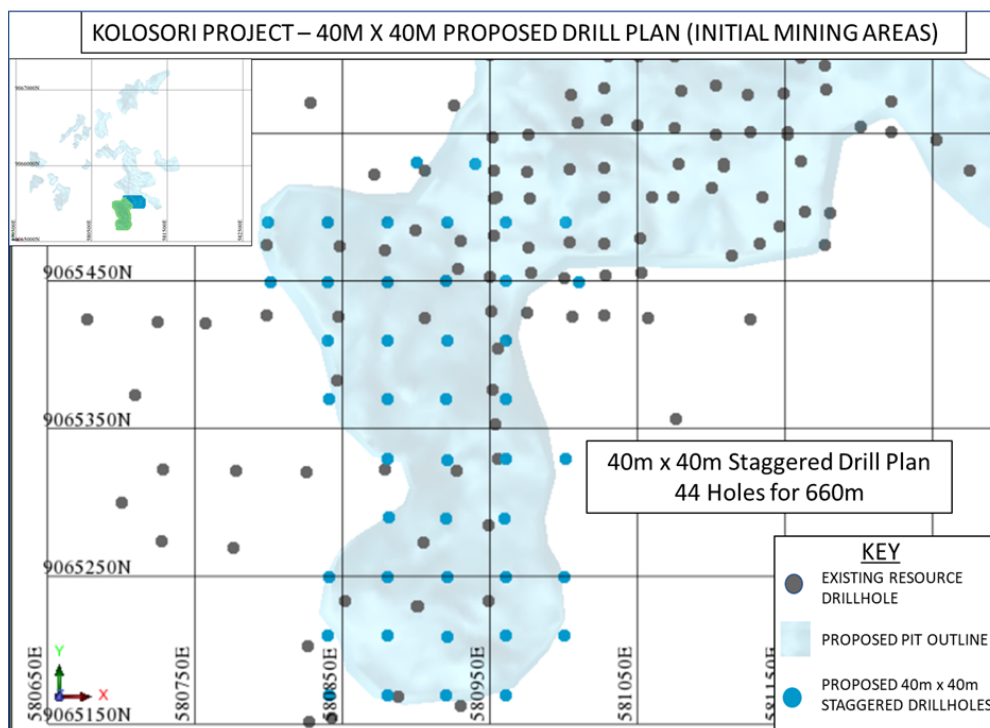 KOLOSORI PROJECT – 40M X 40M PROPOSED DRILL PLAN (INITIAL MINING AREAS)
9065450N
9065350N
40m x 40m Staggered Drill Plan
44 Holes for 660m
KEY
EXISTING RESOURCE
DRILLHOLE
PROPOSED PIT OUTLINE
PROPOSED 40m x 40m
STAGGERED DRILLHOLES
9065250N
9065150N
580650E
580750E
580850E
580950E
581050E
Y
X